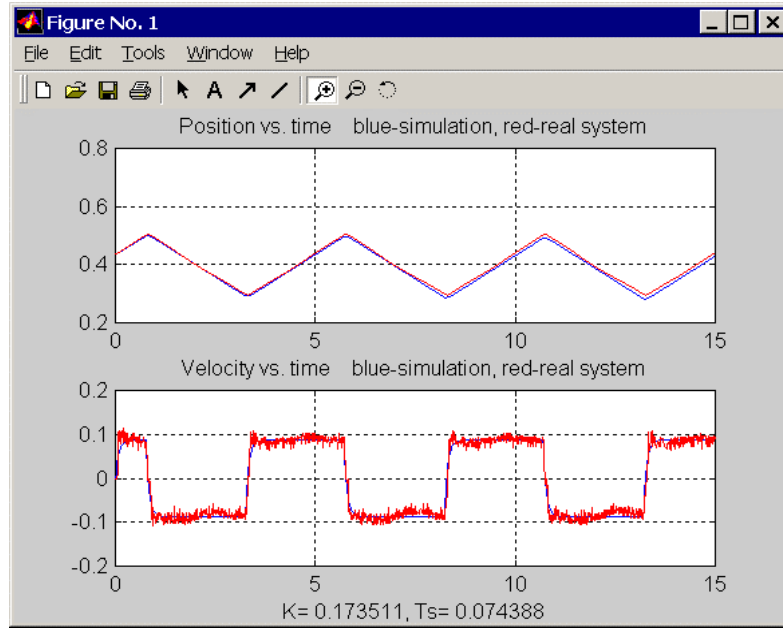 Figure No. 1
File Edit Tools Window Help
A
Position vs. time blue-simulation, red-real system
0.8
0.6
0.4
0.2
0 5 10 15
Velocity vs. time blue-simulation, red-real system
0.2
0.1
0
-0.1
-0.2
0 5 10 15
K= 0.173511, Ts= 0.074388